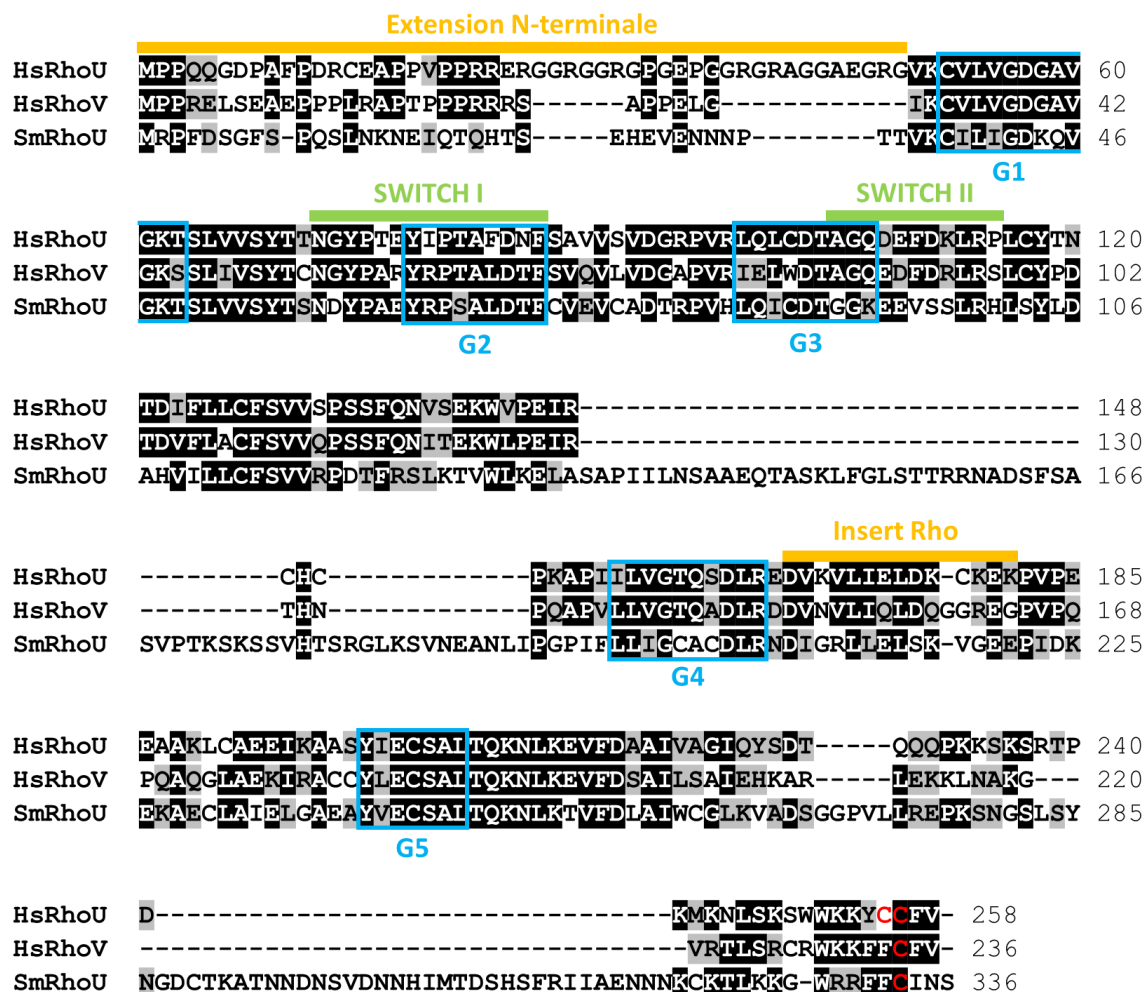 Extension N-terminale
HsRhoU MPPQQGDPAFPDRCEAPPVPPRRERGGRGGRGPGEPGGRGRAGGAEGRGVKCVLVGDGAV 60
HsRhoV MPPRELSEAEPPPLRAPTPPPRRRS------APPELG------------IKCVLVGDGAV 42
SmRhoU MRPFDSGFS-PQSLNKNEIQTQHTS------EHEVENNNP-------TTVKCILIGDKQV 46
G1
SWITCH I SWITCH II
HsRhoU GKTSLVVSYTTNGYPTEYIPTAFDNFSAVVSVDGRPVRLQLCDTAGQDEFDKLRPLCYTN 120
HsRhoV GKSSLIVSYTCNGYPARYRPTALDTFSVQVLVDGAPVRIELWDTAGQEDFDRLRSLCYPD 102
SmRhoU GKTSLVVSYTSNDYPAEYRPSALDTFCVEVCADTRPVHLQICDTGGKEEVSSLRHLSYLD 106
G2 G3
HsRhoU TDIFLLCFSVVSPSSFQNVSEKWVPEIR-------------------------------- 148
HsRhoV TDVFLACFSVVQPSSFQNITEKWLPEIR-------------------------------- 130
SmRhoU AHVILLCFSVVRPDTFRSLKTVWLKELASAPIILNSAAEQTASKLFGLSTTRRNADSFSA 166
Insert Rho
HsRhoU ---------CHC-------------PKAPIILVGTQSDLREDVKVLIELDK-CKEKPVPE 185
HsRhoV ---------THN-------------PQAPVLLVGTQADLRDDVNVLIQLDQGGREGPVPQ 168
SmRhoU SVPTKSKSSVHTSRGLKSVNEANLIPGPIFLLIGCACDLRNDIGRLLELSK-VGEEPIDK 225
G4
HsRhoU EAAKLCAEEIKAASYIECSALTQKNLKEVFDAAIVAGIQYSDT-----QQQPKKSKSRTP 240
HsRhoV PQAQGLAEKIRACCYLECSALTQKNLKEVFDSAILSAIEHKAR-----LEKKLNAKG--- 220
SmRhoU EKAECLAIELGAEAYVECSALTQKNLKTVFDLAIWCGLKVADSGGPVLLREPKSNGSLSY 285
G5
HsRhoU D---------------------------------KMKNLSKSWWKKYCCFV- 258
HsRhoV -----------------------------------VRTLSRCRWKKFFCFV- 236
SmRhoU NGDCTKATNNDNSVDNNHIMTDSHSFRIIAENNNKCKTLKKG-WRRFFCINS 336